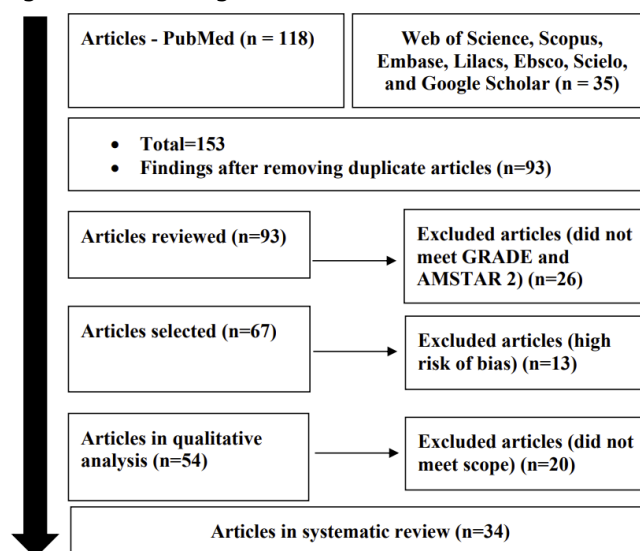 Articles - PubMed (n = 118)
Web of Science, Scopus,
Embase, Lilacs, Ebsco, Scielo,
and Google Scholar (n = 35)
• Total=153
• Findings after removing duplicate articles (n=93)
Articles reviewed (n=93)
Excluded articles (did not
meet GRADE and
AMSTAR 2) (n=26)
Articles selected (n=67)
Excluded articles (high
risk of bias) (n=13)
Articles in qualitative
analysis (n=54)
Excluded articles (did not
meet scope) (n=20)
Articles in systematic review (n=34)